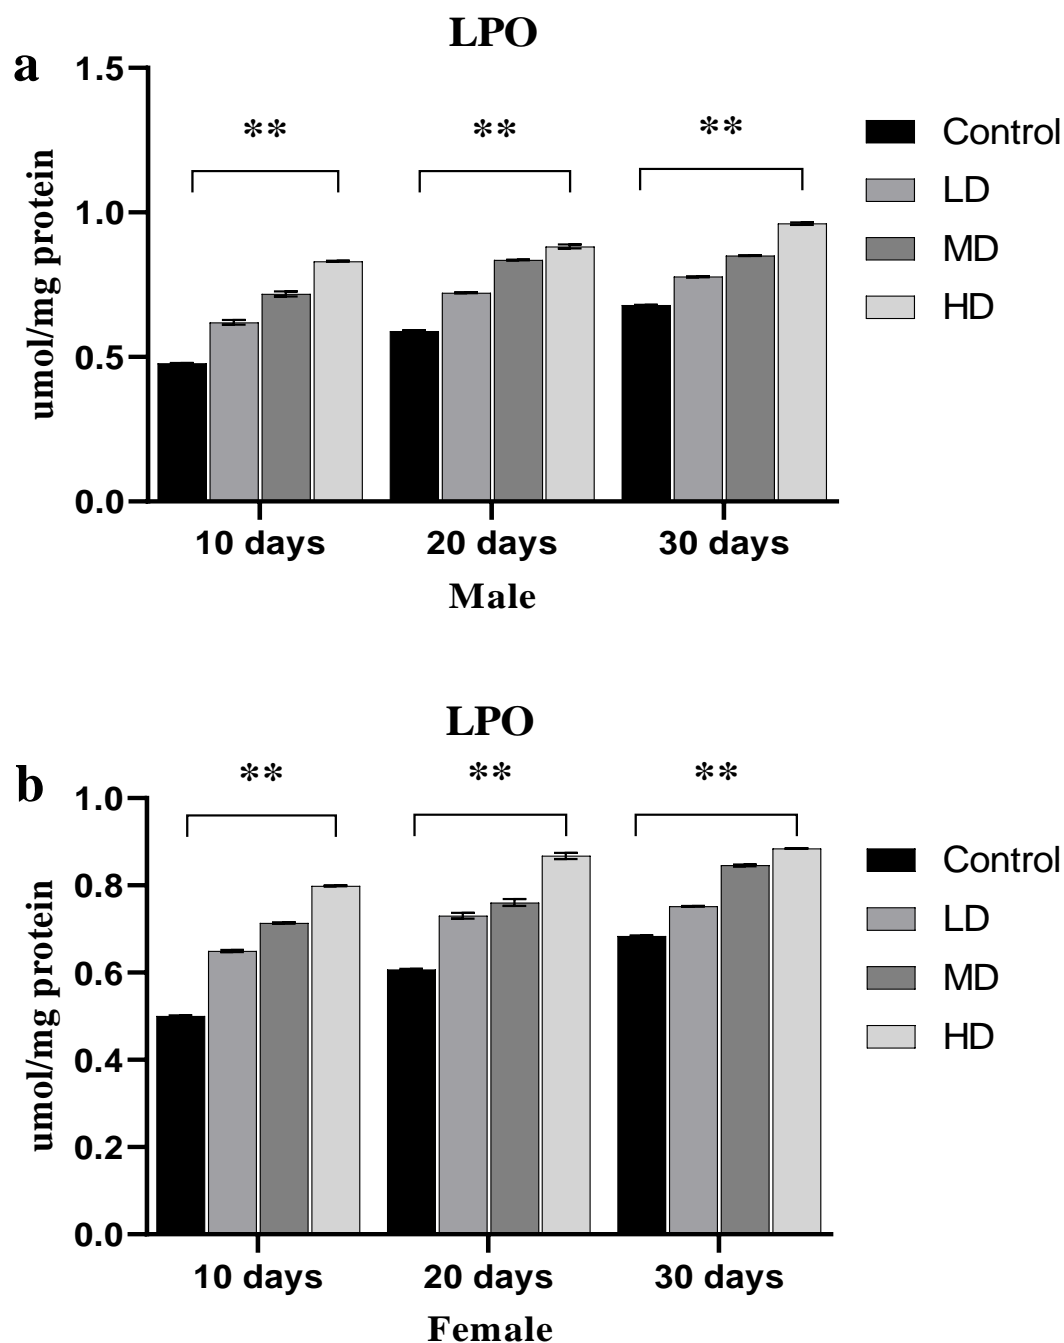 LPO
a
1.5
1.0
0.5
0.0
umol/mg protein
** ** **
Control
LD
MD
HD
10 days 20 days 30 days
Male
LPO
b
1.0
0.8
0.6
0.4
0.2
0.0
umol/mg protein
** ** **
Control
LD
MD
HD
10 days 20 days 30 days
Female